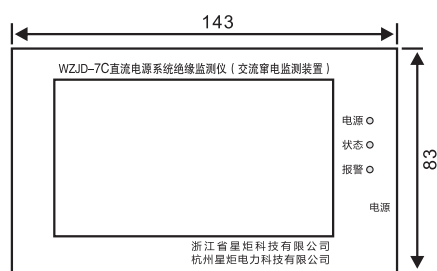 143
WZJD-7C直流电源系统绝缘监测仪（交流窜电监测装置）
电源
状态
报警
83
电源
浙江省星炬科技有限公司
杭州星炬电力科技有限公司